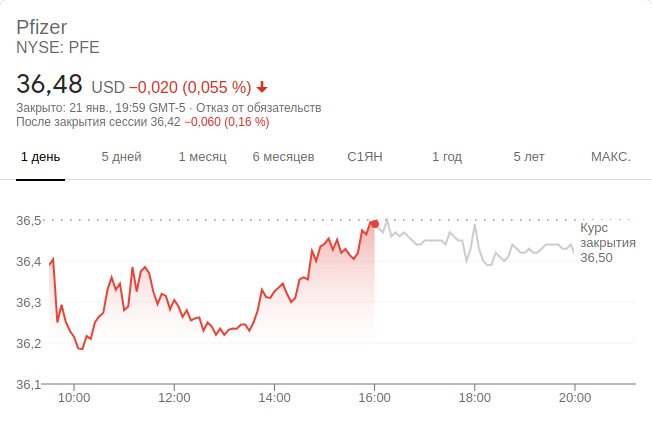 Pfizer
NYSE: PFE
36,48 USD −0,020 (0,055 %)
Закрыто: 21 янв., 19:59 GMT-5 · Отказ от обязательств
После закрытия сессии 36,42 −0,060 (0,16 %)
1 день 5 дней 1 месяц 6 месяцев С1ЯН 1 год 5 лет МАКС.
36,5
Курс
закрытия
36,50
36,4
36,3
36,2
36,1
10:00 12:00 14:00 16:00 18:00 20:00